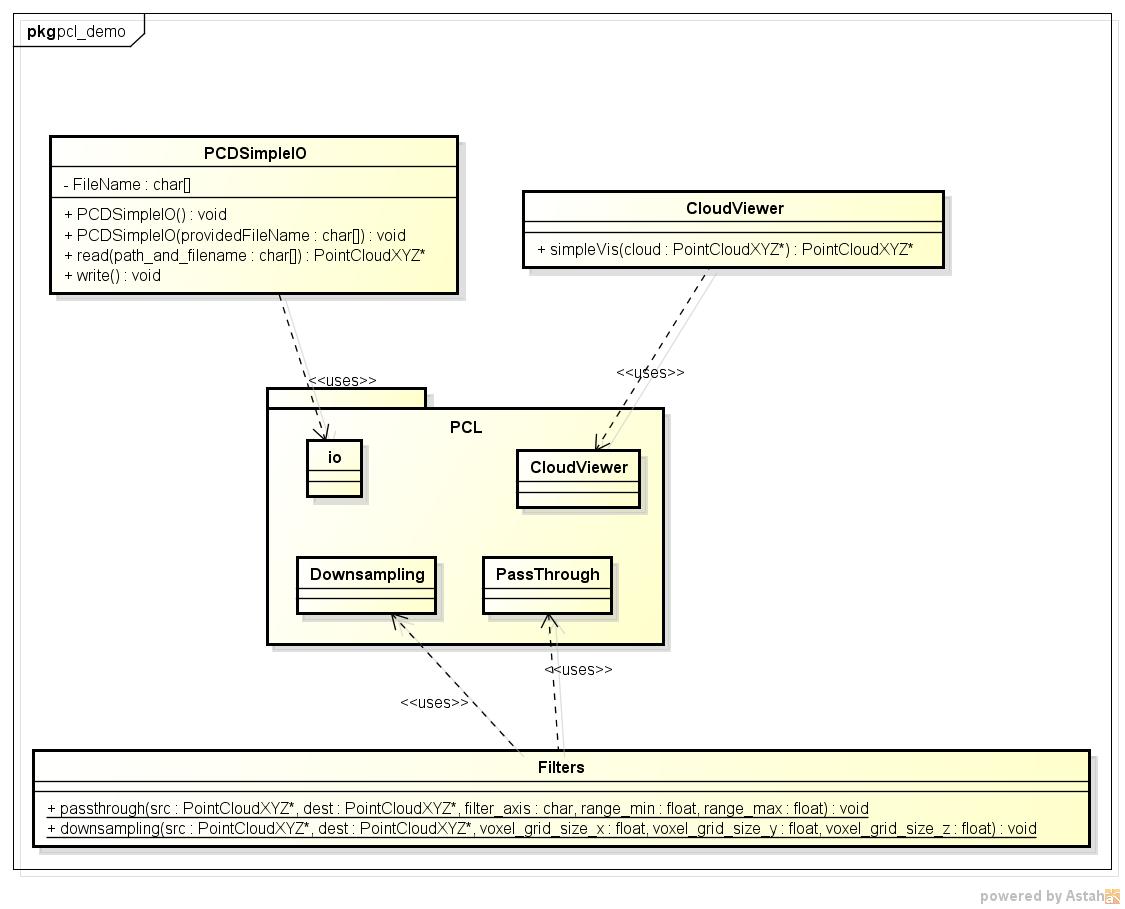 pkg pcl_demo
PCDSimpleIO
- FileName : char[]
+ PCDSimpleIO() : void
+ PCDSimpleIO(providedFileName : char[]) : void
+ read(path_and_filename : char[]) : PointCloudXYZ*
+ write() : void
CloudViewer
+ simpleVis(cloud : PointCloudXYZ*) : PointCloudXYZ*
<<uses>>
<<uses>>
PCL
io
CloudViewer
Downsampling
PassThrough
<<uses>>
<<uses>>
Filters
+ passthrough(src : PointCloudXYZ*, dest : PointCloudXYZ*, filter_axis : char, range_min : float, range_max : float) : void
+ downsampling(src : PointCloudXYZ*, dest : PointCloudXYZ*, voxel_grid_size_x : float, voxel_grid_size_y : float, voxel_grid_size_z : float) : void
powered by Astah